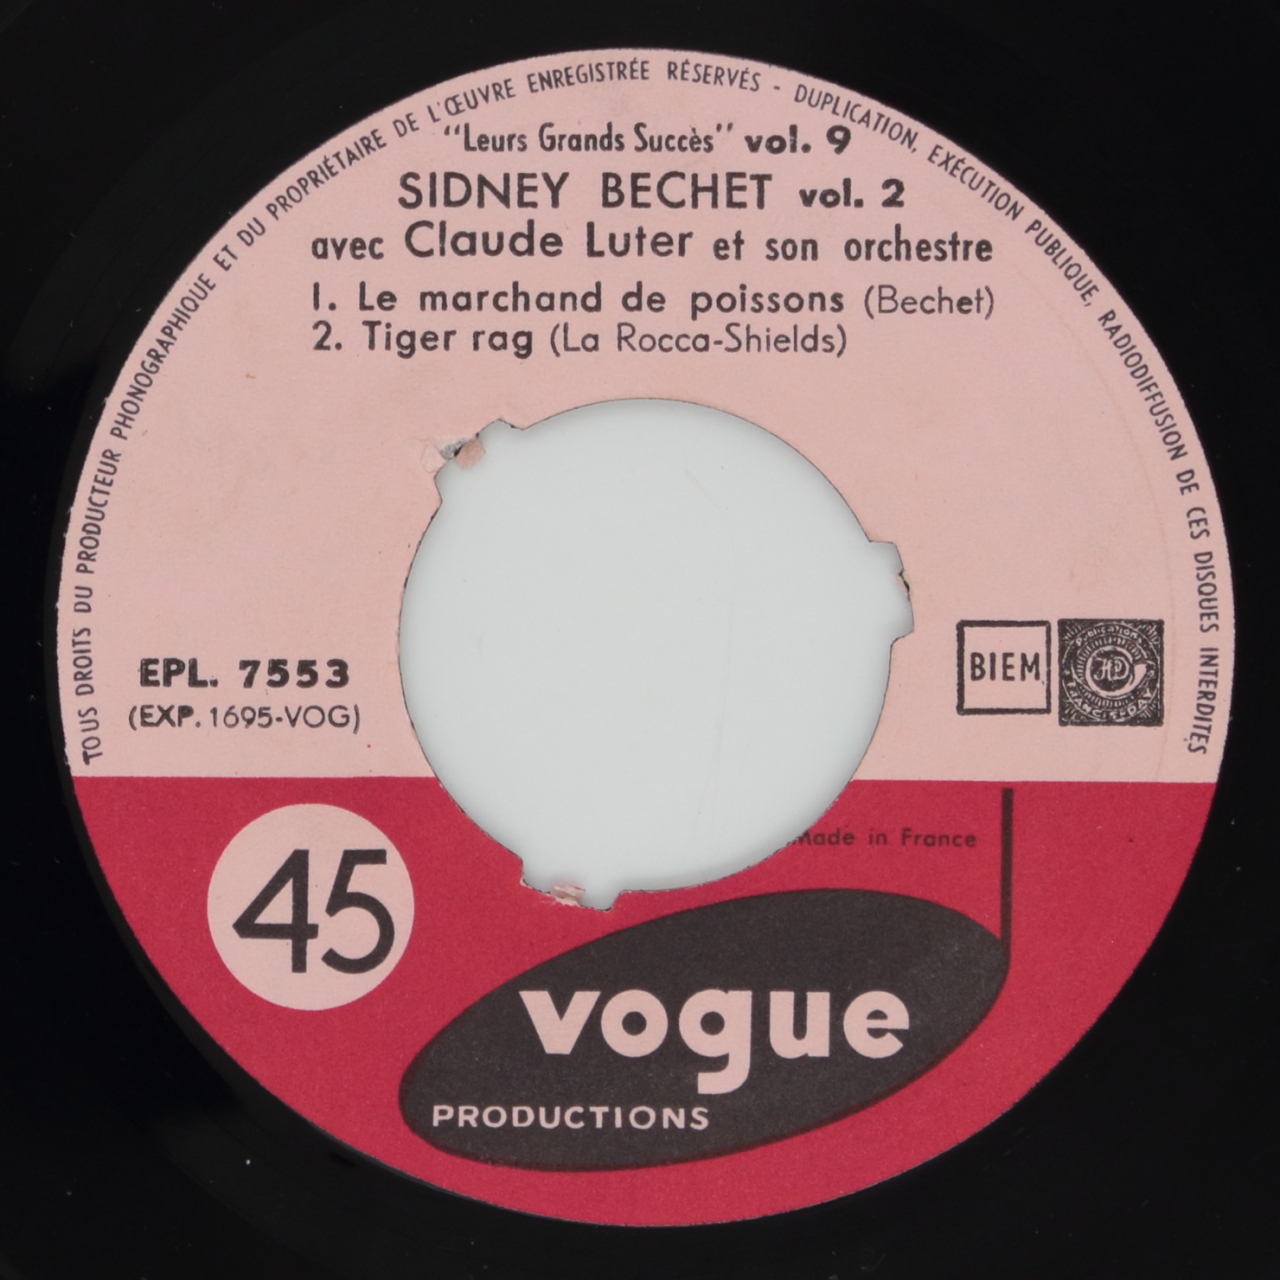 TOUS DROITS DU PRODUCTEUR PHONOGRAPHIQUE ET DU PROPRIÉTAIRE DE L'ŒUVRE ENREGISTRÉE RÉSERVÉS - DUPLICATION, EXÉCUTION PUBLIQUE, RADIODIFFUSION DE CES DISQUES INTERDITÉS
"Leurs Grands Succès" vol. 9
SIDNEY BECHET vol. 2
avec Claude Luter et son orchestre
1. Le marchand de poissons (Bechet)
2. Tiger rag (La Rocca-Shields)
BIEM
EPL. 7553
(EXP. 1695-VOG)
Made in France
45
vogue
PRODUCTIONS